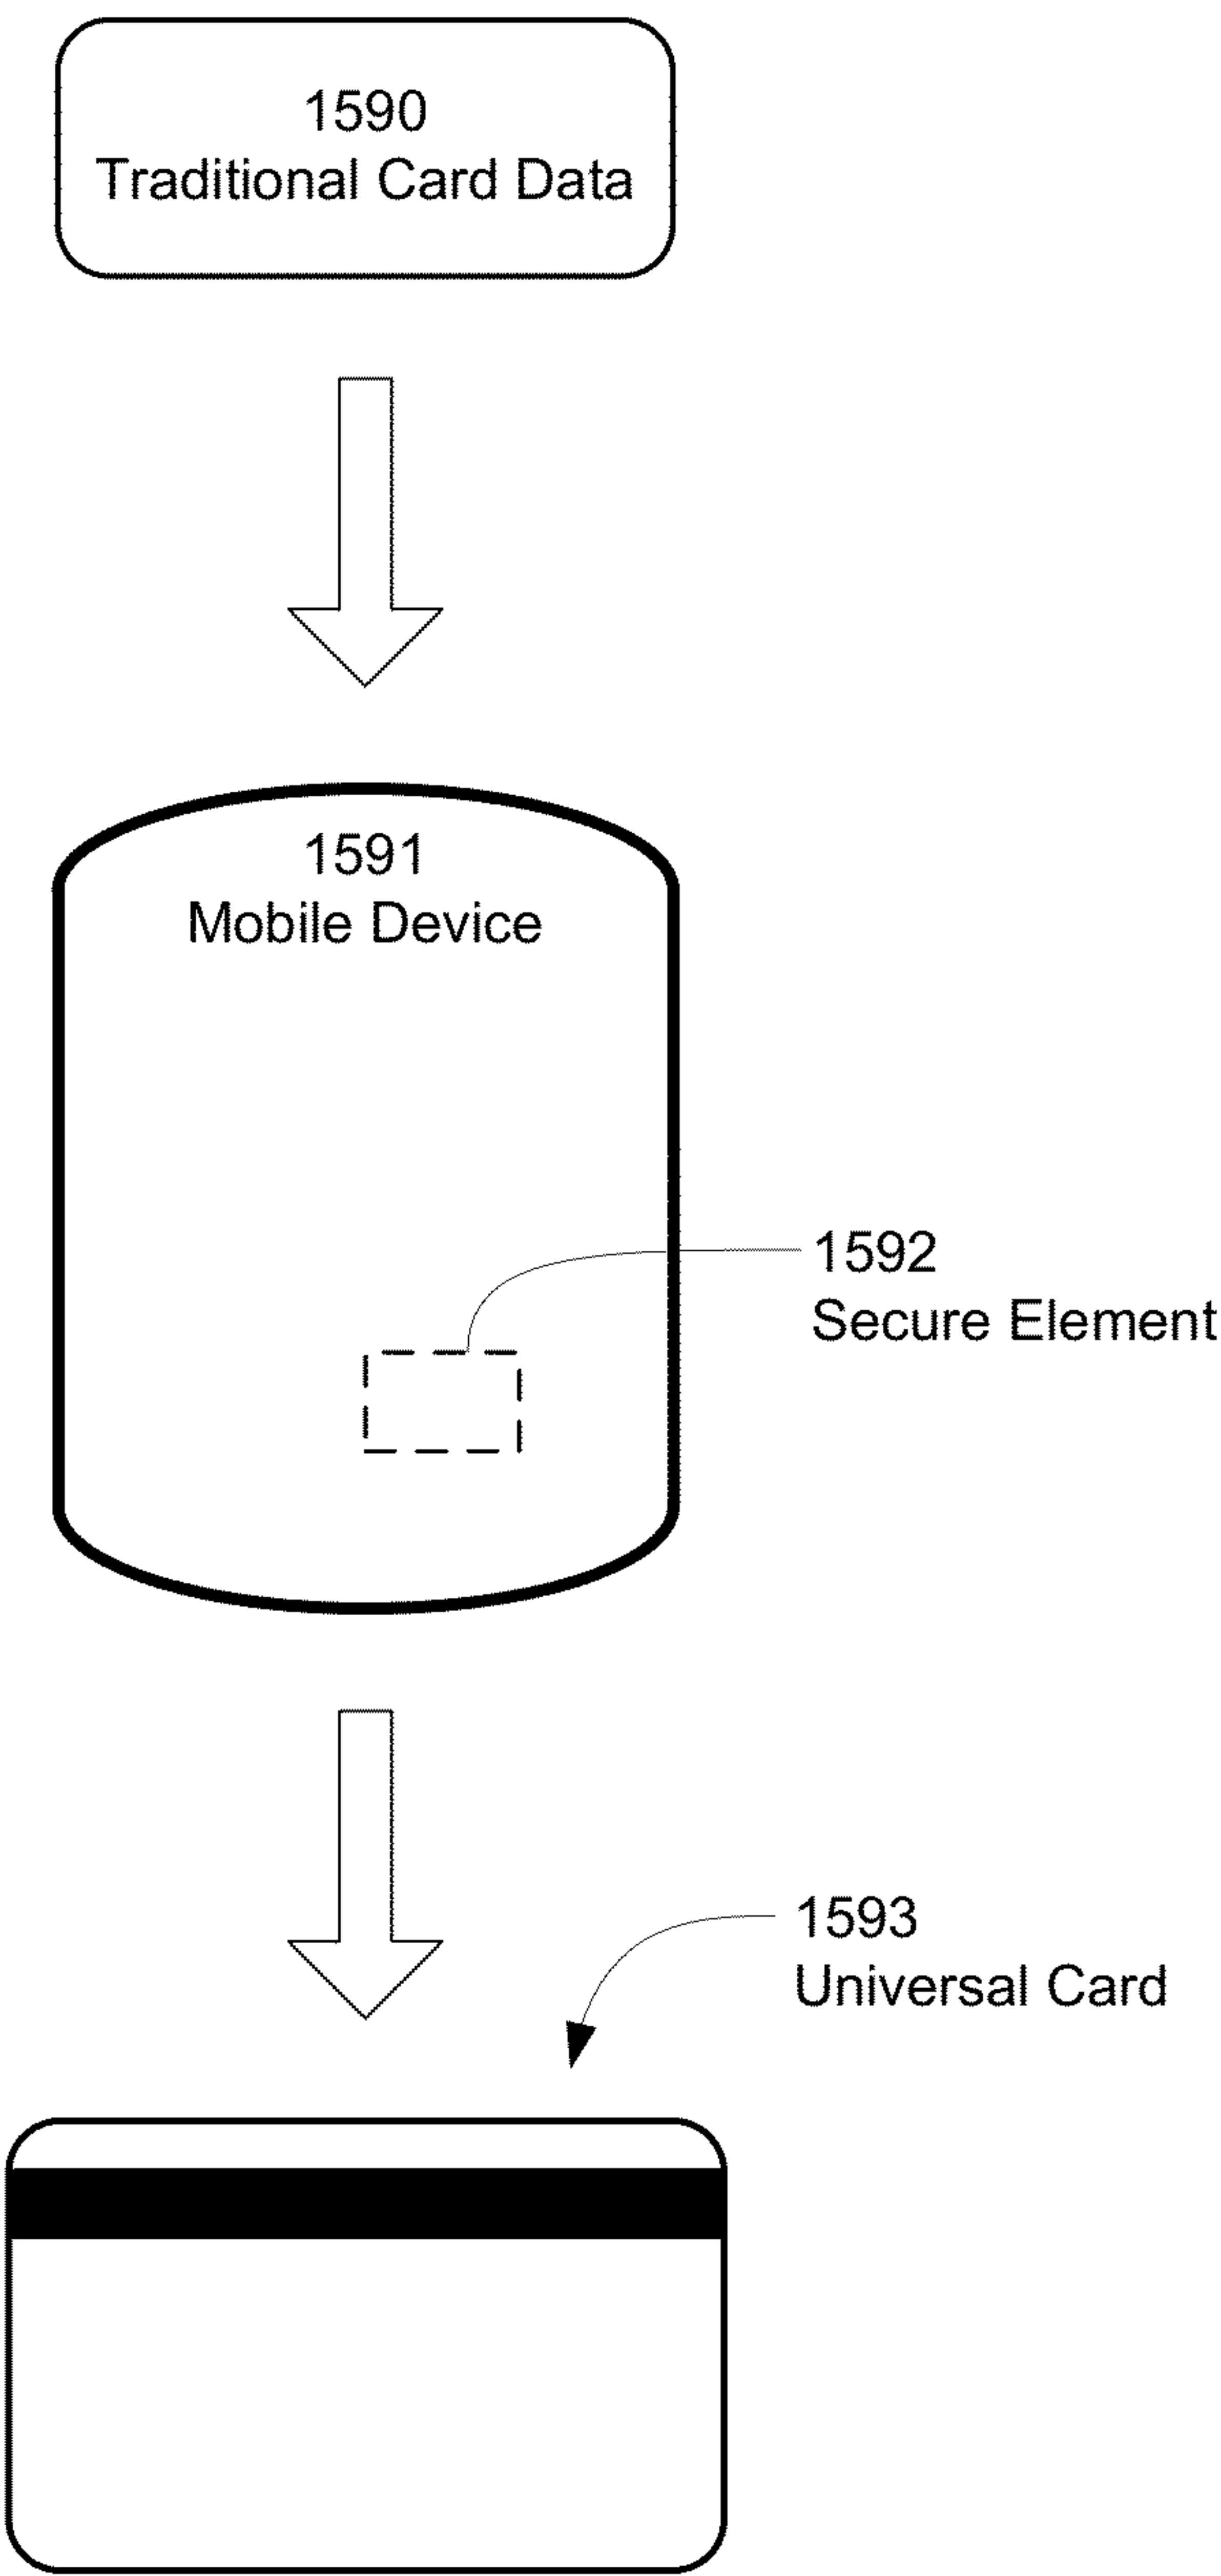 1590
Traditional Card Data
1591
Mobile Device
1592
Secure Element
1593
Universal Card